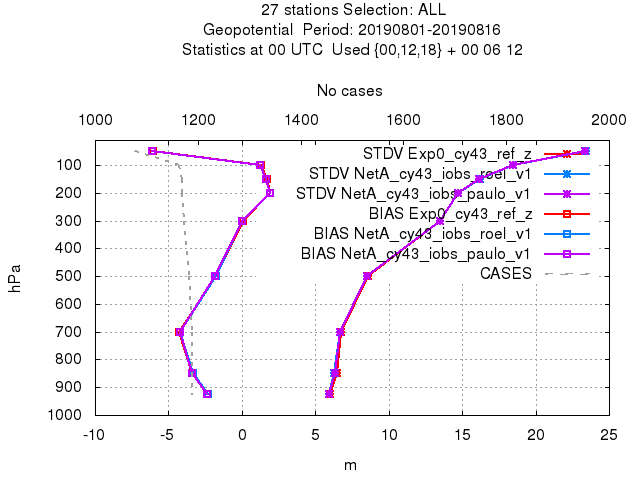 27 stations Selection: ALL
Geopotential  Period: 20190801-20190816
Statistics at 00 UTC  Used {00,12,18} + 00 06 12
No cases
1000 1200 1400 1600 1800 2000
STDV Exp0_cy43_ref_z
STDV NetA_cy43_iobs_roel_v1
STDV NetA_cy43_iobs_paulo_v1
BIAS Exp0_cy43_ref_z
BIAS NetA_cy43_iobs_roel_v1
BIAS NetA_cy43_iobs_paulo_v1
CASES
100
200
300
400
500
600
700
800
900
1000
hPa
-10 -5 0 5 10 15 20 25
m